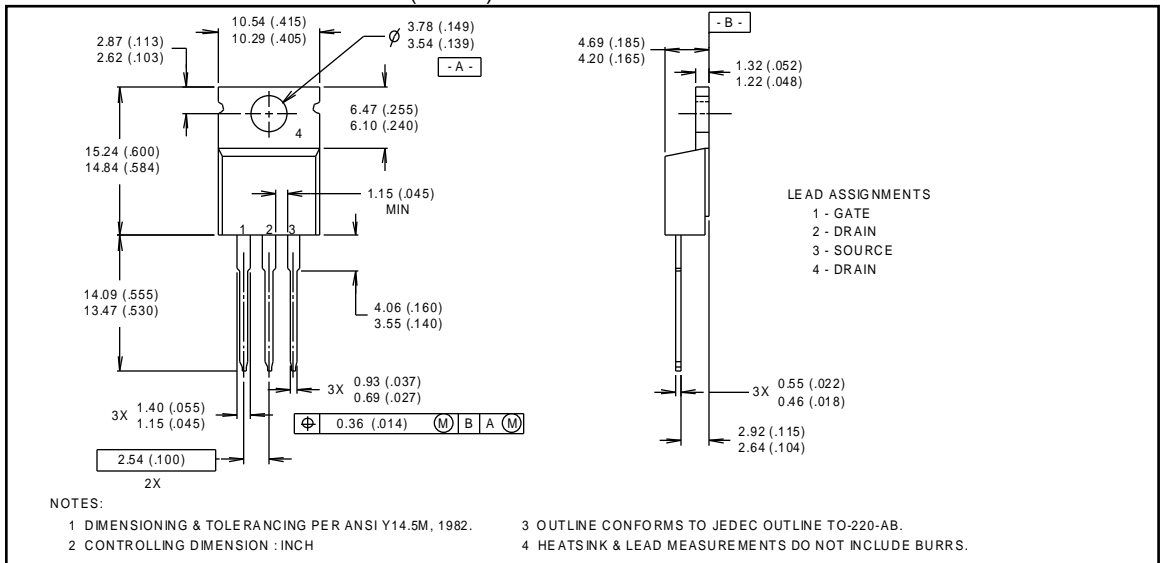 10.54 (.415)
10.29 (.405)
2.87 (.113)
2.62 (.103)
ø 3.78 (.149)
3.54 (.139)
- A -
6.47 (.255)
6.10 (.240)
4
15.24 (.600)
14.84 (.584)
1.15 (.045)
MIN
1 2 3
14.09 (.555)
13.47 (.530)
4.06 (.160)
3.55 (.140)
3X 0.93 (.037)
0.69 (.027)
3X 1.40 (.055)
1.15 (.045)
⌖ 0.36 (.014) Ⓜ B A Ⓜ
2.54 (.100)
2X
- B -
4.69 (.185)
4.20 (.165)
1.32 (.052)
1.22 (.048)
LEAD ASSIGNMENTS
1 - GATE
2 - DRAIN
3 - SOURCE
4 - DRAIN
3X 0.55 (.022)
0.46 (.018)
2.92 (.115)
2.64 (.104)
NOTES:
1 DIMENSIONING & TOLERANCING PER ANSI Y14.5M, 1982.
2 CONTROLLING DIMENSION : INCH
3 OUTLINE CONFORMS TO JEDEC OUTLINE TO-220-AB.
4 HEATSINK & LEAD MEASUREMENTS DO NOT INCLUDE BURRS.